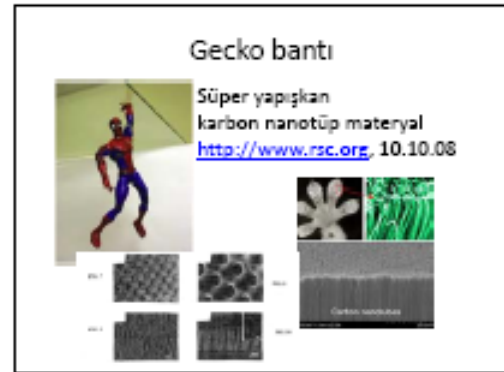 Gecko bantı
Süper yapışkan
karbon nanotüp materyal
http://www.rsc.org, 10.10.08
Carbon nanotubes